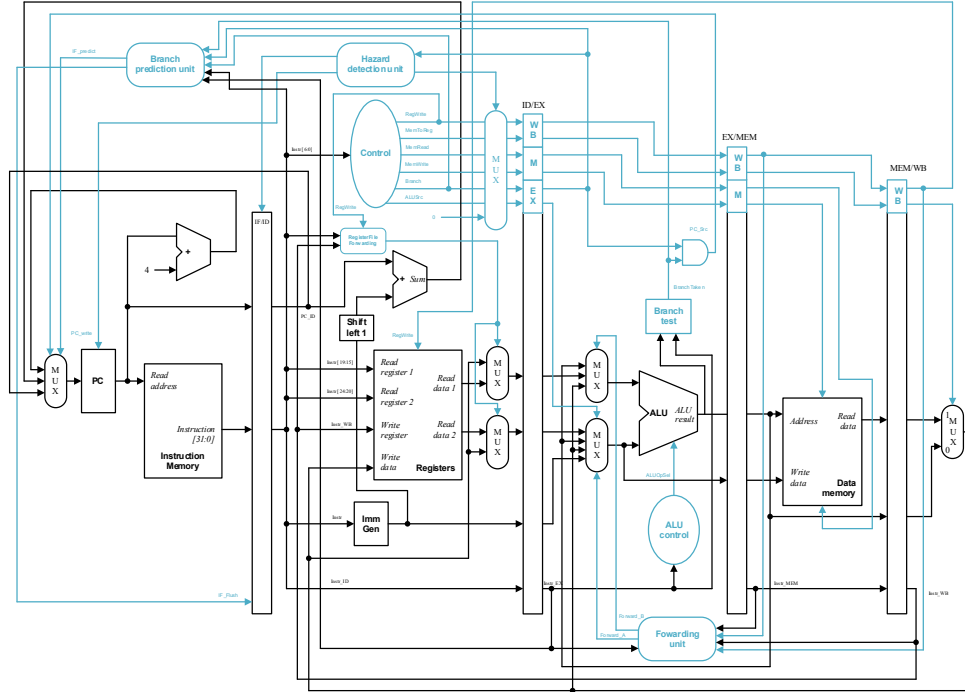 IF_predict
Branch
prediction unit
Hazard
detection unit
ID/EX
EX/MEM
MEM/WB
RegWrite
MemToReg
MemRead
MemWrite
Branch
ALUSrc
Control
Instr[6:0]
M
U
X
W
B
M
E
X
W
B
M
W
B
0
RegWrite
RegisterFile
Forwarding
IF/ID
+
4
+
Sum
PC_Src
BranchTaken
Branch
test
PC_ID
Shift
left 1
RegWrite
PC_write
M
U
X
PC
Read
address
Instruction
[31:0]
Instruction
Memory
Instr[19:15]
Instr[24:20]
Instr_WB
Read
register 1
Read
register 2
Write
register
Write
data
Read
data 1
Read
data 2
Registers
M
U
X
M
U
X
M
U
X
M
U
X
ALU
ALU
result
Address
Read
data
Write
data
Data
memory
1
M
U
X
0
ALUOpSel
ALU
control
Instr
Imm
Gen
Instr_ID
Instr_EX
Instr_MEM
Instr_WB
IF_Flush
Forward_B
Forward_A
Fowarding
unit